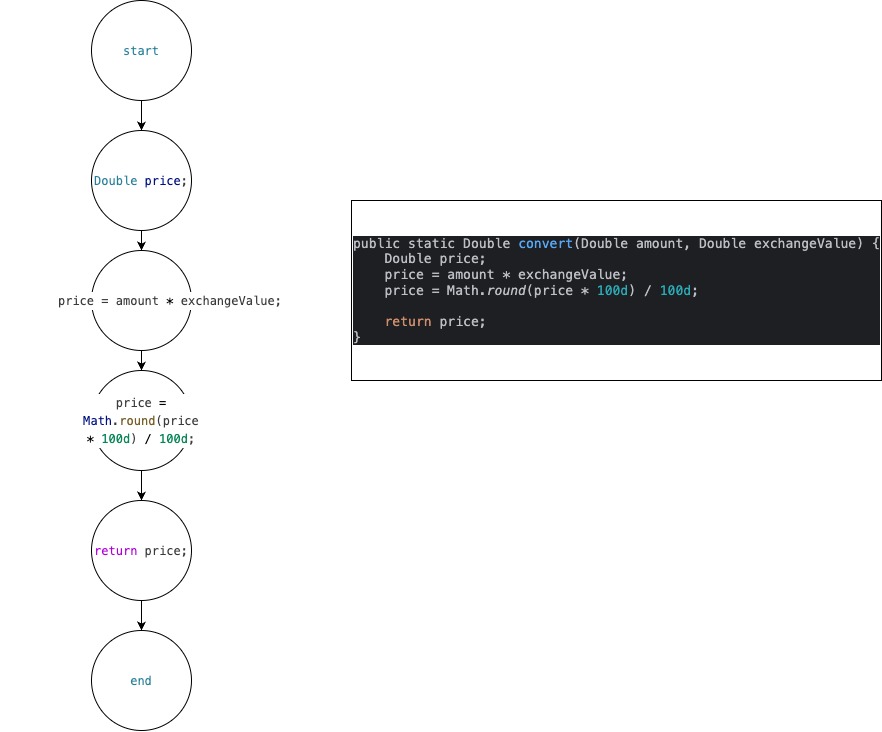 start
Double price;
price = amount * exchangeValue;
price =
Math.round(price
* 100d) / 100d;
return price;
end
public static Double convert(Double amount, Double exchangeValue) {
    Double price;
    price = amount * exchangeValue;
    price = Math.round(price * 100d) / 100d;
    return price;
}